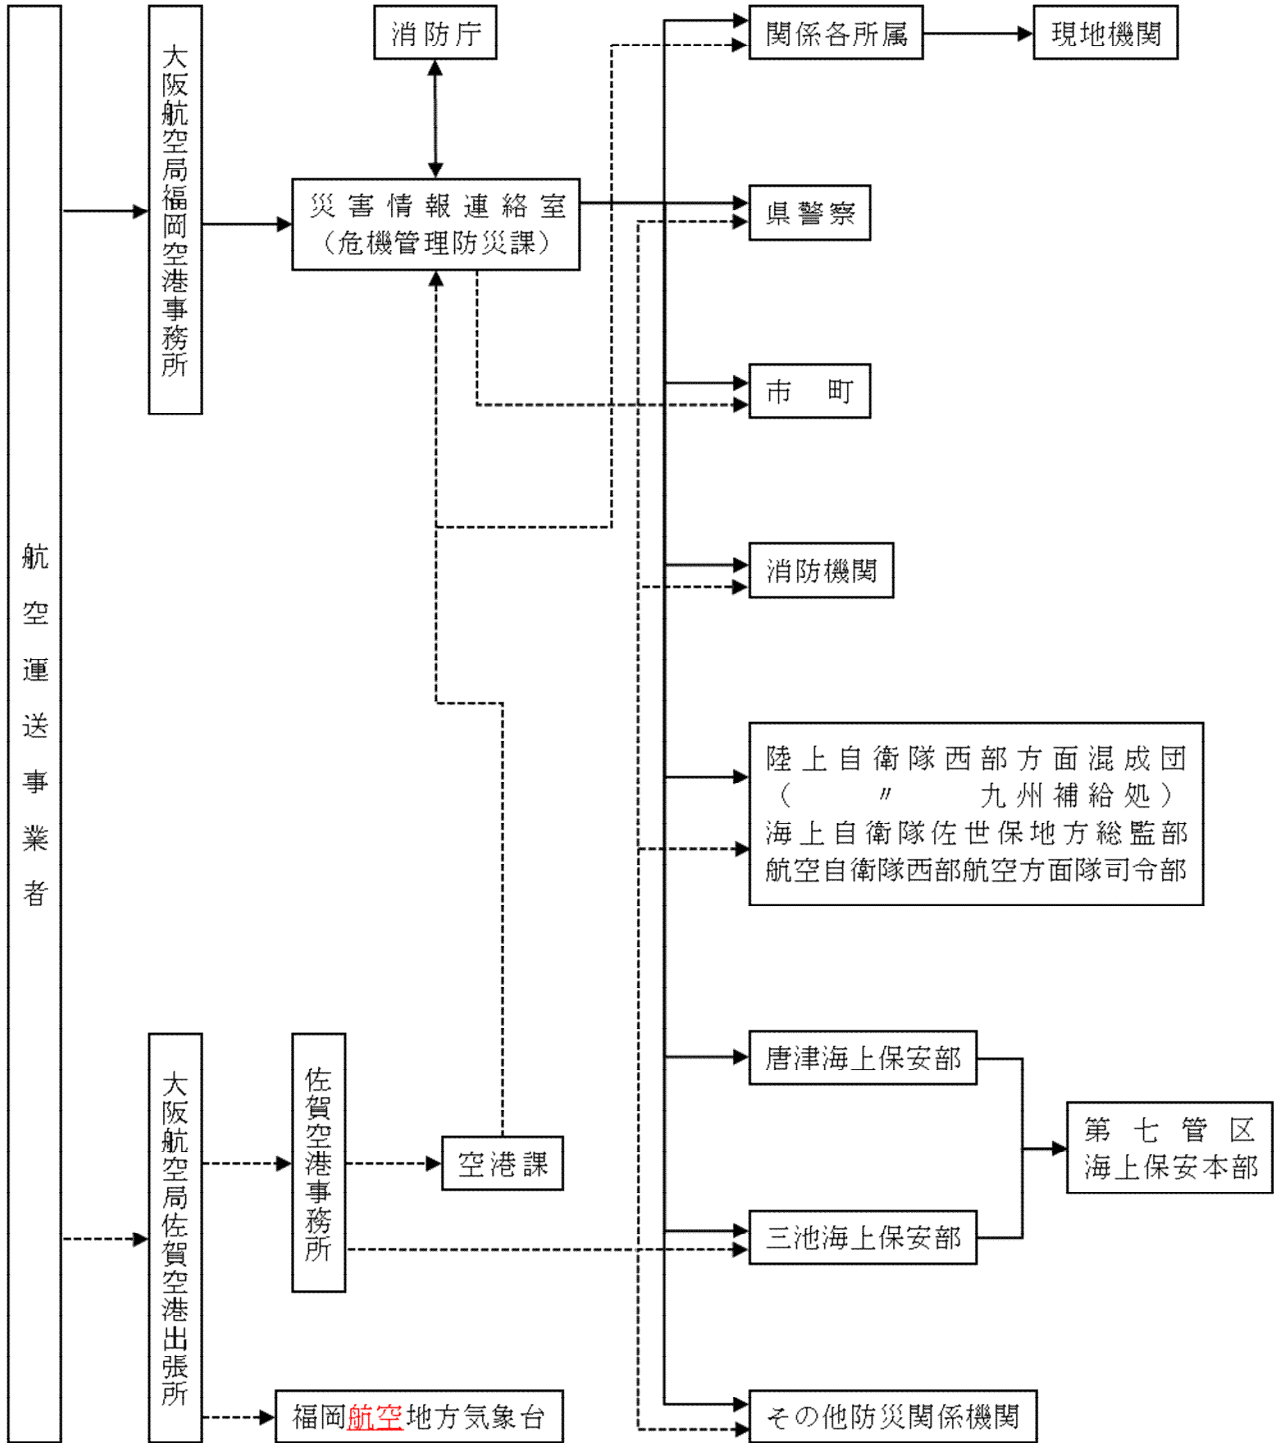 航空運送事業者
大阪航空局福岡空港事務所
消防庁
災害情報連絡室
（危機管理防災課）
関係各所属
現地機関
県警察
市　町
消防機関
陸上自衛隊西部方面混成団
（　〃　九州補給処）
海上自衛隊佐世保地方総監部
航空自衛隊西部航空方面隊司令部
大阪航空局佐賀空港出張所
佐賀空港事務所
空港課
福岡航空地方気象台
唐津海上保安部
三池海上保安部
第七管区
海上保安本部
その他防災関係機関